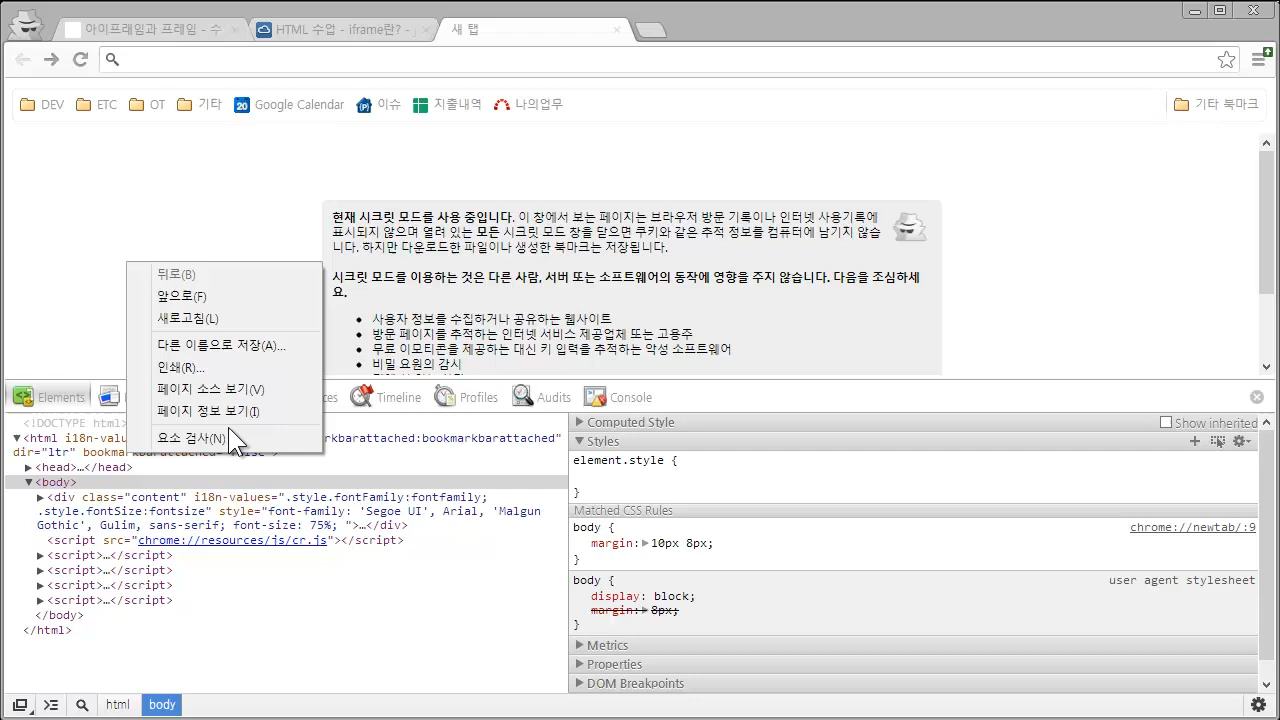 아이프레임과 프레임 - 수
HTML 수업 - iframe란? -
새 탭
DEV
ETC
OT
기타
20
Google Calendar
이슈
지출내역
나의업무
기타 북마크
현재 시크릿 모드를 사용 중입니다. 이 창에서 보는 페이지는 브라우저 방문 기록이나 인터넷 사용기록에
표시되지 않으며 열려 있는 모든 시크릿 모드 창을 닫으면 쿠키와 같은 추적 정보를 컴퓨터에 남기지 않습
니다. 하지만 다운로드한 파일이나 생성한 북마크는 저장됩니다.
시크릿 모드를 이용하는 것은 다른 사람, 서버 또는 소프트웨어의 동작에 영향을 주지 않습니다. 다음을 조심하세
요.
사용자 정보를 수집하거나 공유하는 웹사이트
방문 페이지를 추적하는 인터넷 서비스 제공업체 또는 고용주
무료 이모티콘을 제공하는 대신 키 입력을 추적하는 악성 소프트웨어
비밀 요원의 감시
뒤로(B)
앞으로(F)
새로고침(L)
다른 이름으로 저장(A)...
인쇄(R)...
페이지 소스 보기(V)
페이지 정보 보기(I)
요소 검사(N)
Elements
Timeline
Profiles
Audits
Console
<!DOCTYPE html>
<html i18n-v
kbarattached:bookmarkbarattached"
dir="ltr"
<head>…</head>
<body>
<div class="content" i18n-values=".style.fontFamily:fontfamily;
.style.fontSize:fontsize" style="font-family: 'Segoe UI', Arial, 'Malgun
Gothic', Gulim, sans-serif; font-size: 75%; ">…</div>
<script src="chrome://resources/js/cr.js"></script>
<script>…</script>
<script>…</script>
<script>…</script>
<script>…</script>
</body>
</html>
Computed Style
Show inherited
Styles
element.style {
}
Matched CSS Rules
body {
chrome://newtab/:9
margin: 10px 8px;
}
body {
user agent stylesheet
display: block;
margin: 8px;
}
Metrics
Properties
DOM Breakpoints
html
body